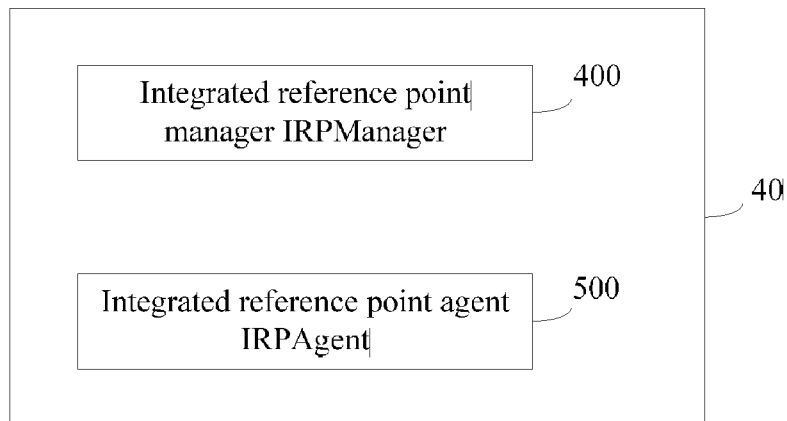 Integrated reference point
manager IRPManager
400
40
Integrated reference point agent
IRPAgent
500